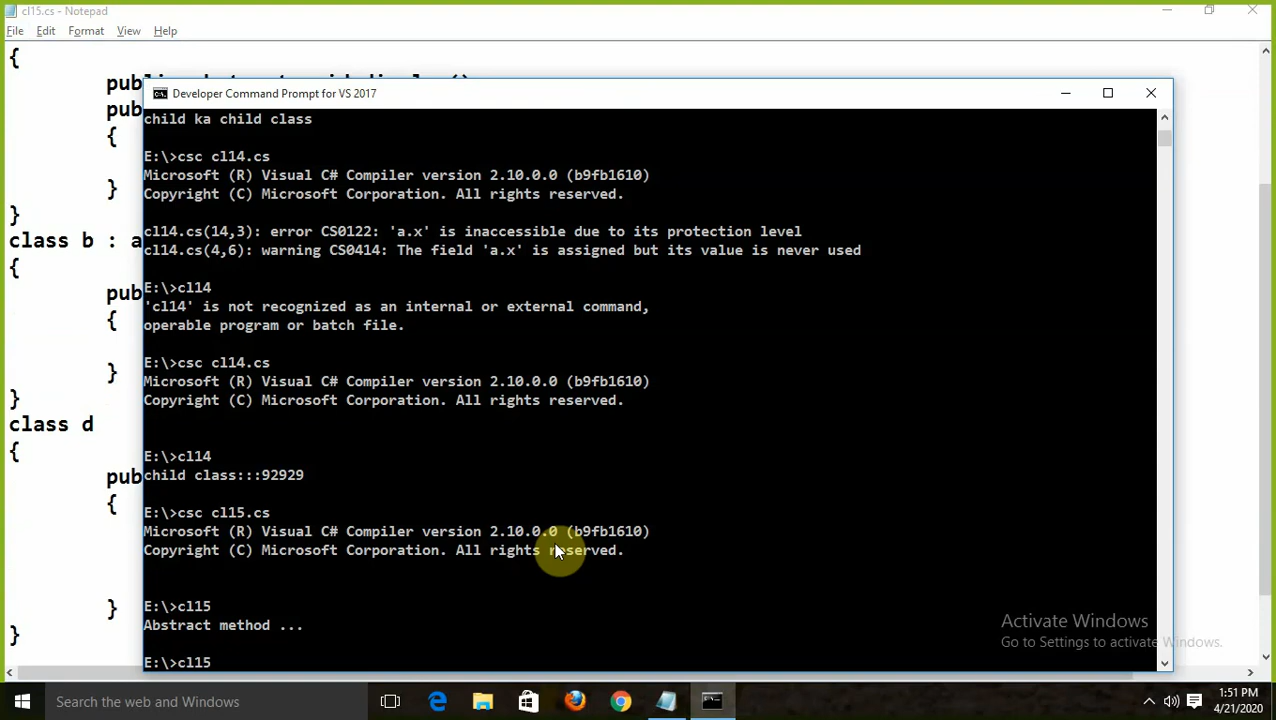 cl15.cs - Notepad
File Edit Format View Help
{
pub
pub
{
}
}
class b : a
{
pub
{
}
}
class d
{
pub
{
}
}
Developer Command Prompt for VS 2017
child ka child class
E:\>csc cl14.cs
Microsoft (R) Visual C# Compiler version 2.10.0.0 (b9fb1610)
Copyright (C) Microsoft Corporation. All rights reserved.
cl14.cs(14,3): error CS0122: 'a.x' is inaccessible due to its protection level
cl14.cs(4,6): warning CS0414: The field 'a.x' is assigned but its value is never used
E:\>cl14
'cl14' is not recognized as an internal or external command,
operable program or batch file.
E:\>csc cl14.cs
Microsoft (R) Visual C# Compiler version 2.10.0.0 (b9fb1610)
Copyright (C) Microsoft Corporation. All rights reserved.
E:\>cl14
child class:::92929
E:\>csc cl15.cs
Microsoft (R) Visual C# Compiler version 2.10.0.0 (b9fb1610)
Copyright (C) Microsoft Corporation. All rights reserved.
E:\>cl15
Abstract method ...
E:\>cl15
Activate Windows
Go to Settings to activate Windows.
Search the web and Windows
1:51 PM
4/21/2020